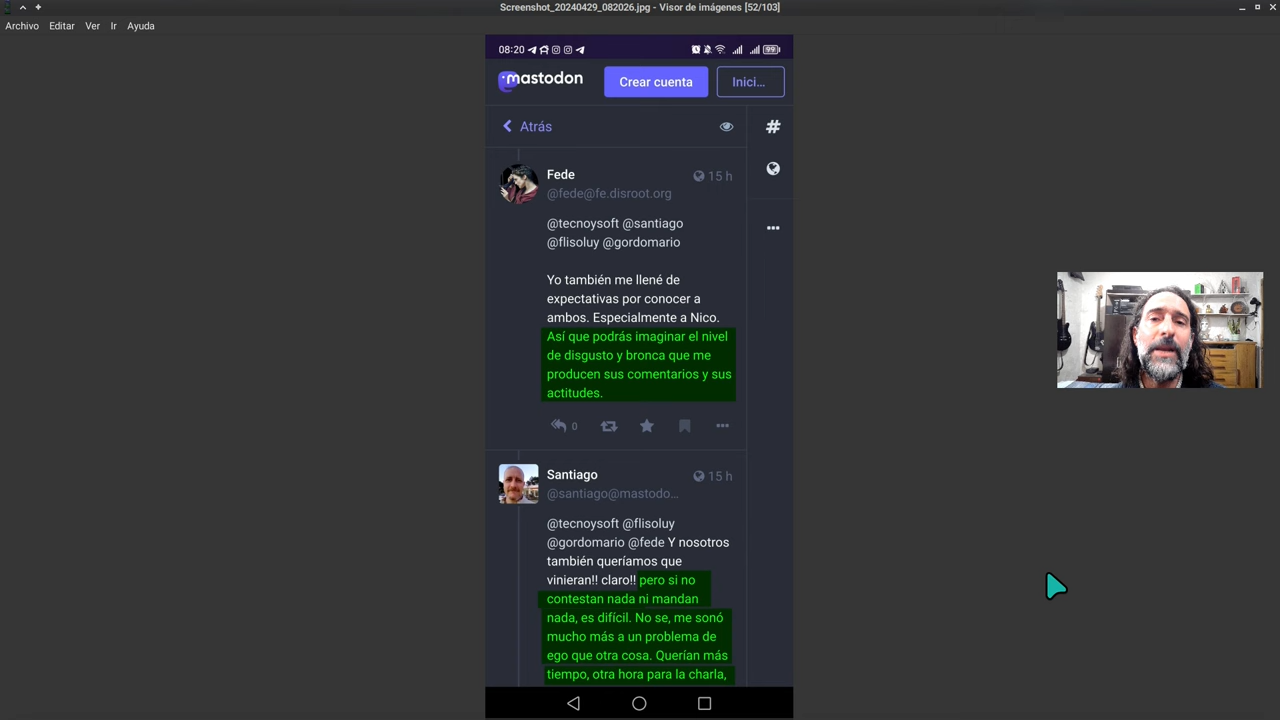 Screenshot_20240429_082026.jpg - Visor de imágenes [52/103]
Archivo Editar Ver Ir Ayuda
08:20
99
mastodon
Crear cuenta
Inici...
Atrás
#
Fede
15 h
@fede@fe.disroot.org
@tecnoysoft @santiago
@flisoluy @gordomario
Yo también me llené de
expectativas por conocer a
ambos. Especialmente a Nico.
Así que podrás imaginar el nivel
de disgusto y bronca que me
producen sus comentarios y sus
actitudes.
0
Santiago
15 h
@santiago@mastodo...
@tecnoysoft @flisoluy
@gordomario @fede Y nosotros
también queríamos que
vinieran!! claro!! pero si no
contestan nada ni mandan
nada, es difícil. No se, me sonó
mucho más a un problema de
ego que otra cosa. Querían más
tiempo, otra hora para la charla,